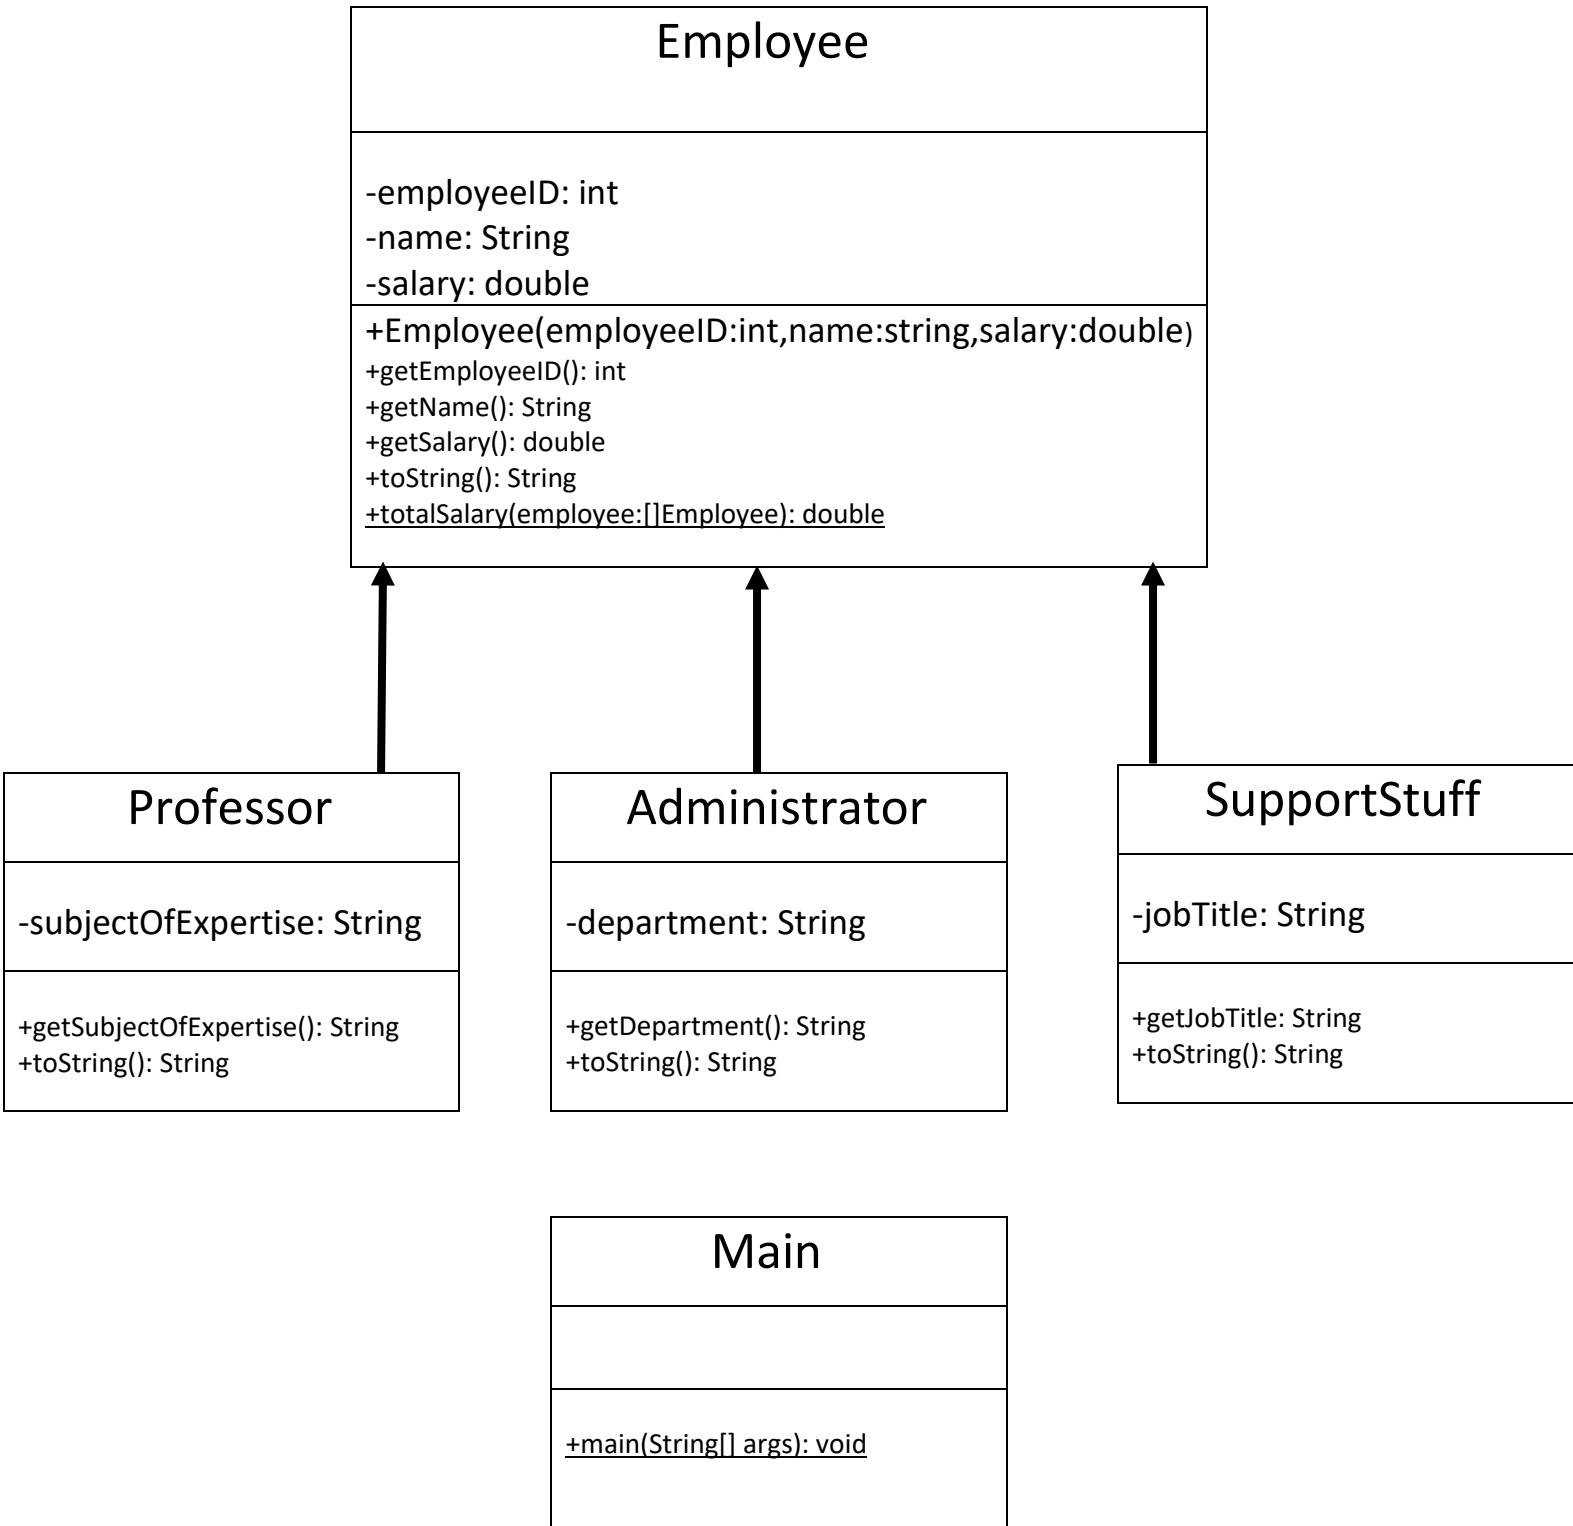 Employee
-employeeID: int
-name: String
-salary: double
+Employee(employeeID:int,name:string,salary:double)
+getEmployeeID(): int
+getName(): String
+getSalary(): double
+toString(): String
+totalSalary(employee:[]Employee): double
Professor
-subjectOfExpertise: String
+getSubjectOfExpertise(): String
+toString(): String
Administrator
-department: String
+getDepartment(): String
+toString(): String
SupportStuff
-jobTitle: String
+getJobTitle: String
+toString(): String
Main
+main(String[] args): void